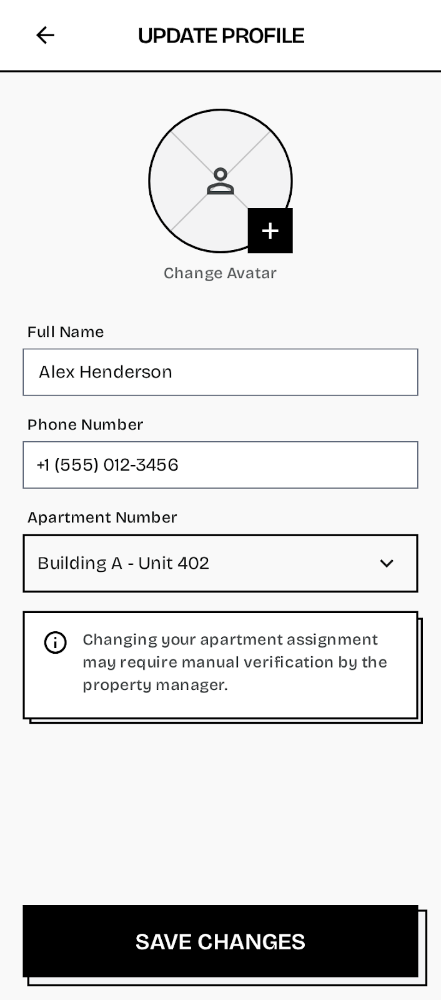 UPDATE PROFILE
Change Avatar
Full Name
Alex Henderson
Phone Number
+1 (555) 012-3456
Apartment Number
Building A - Unit 402
Changing your apartment assignment
may require manual verification by the
property manager.
SAVE CHANGES